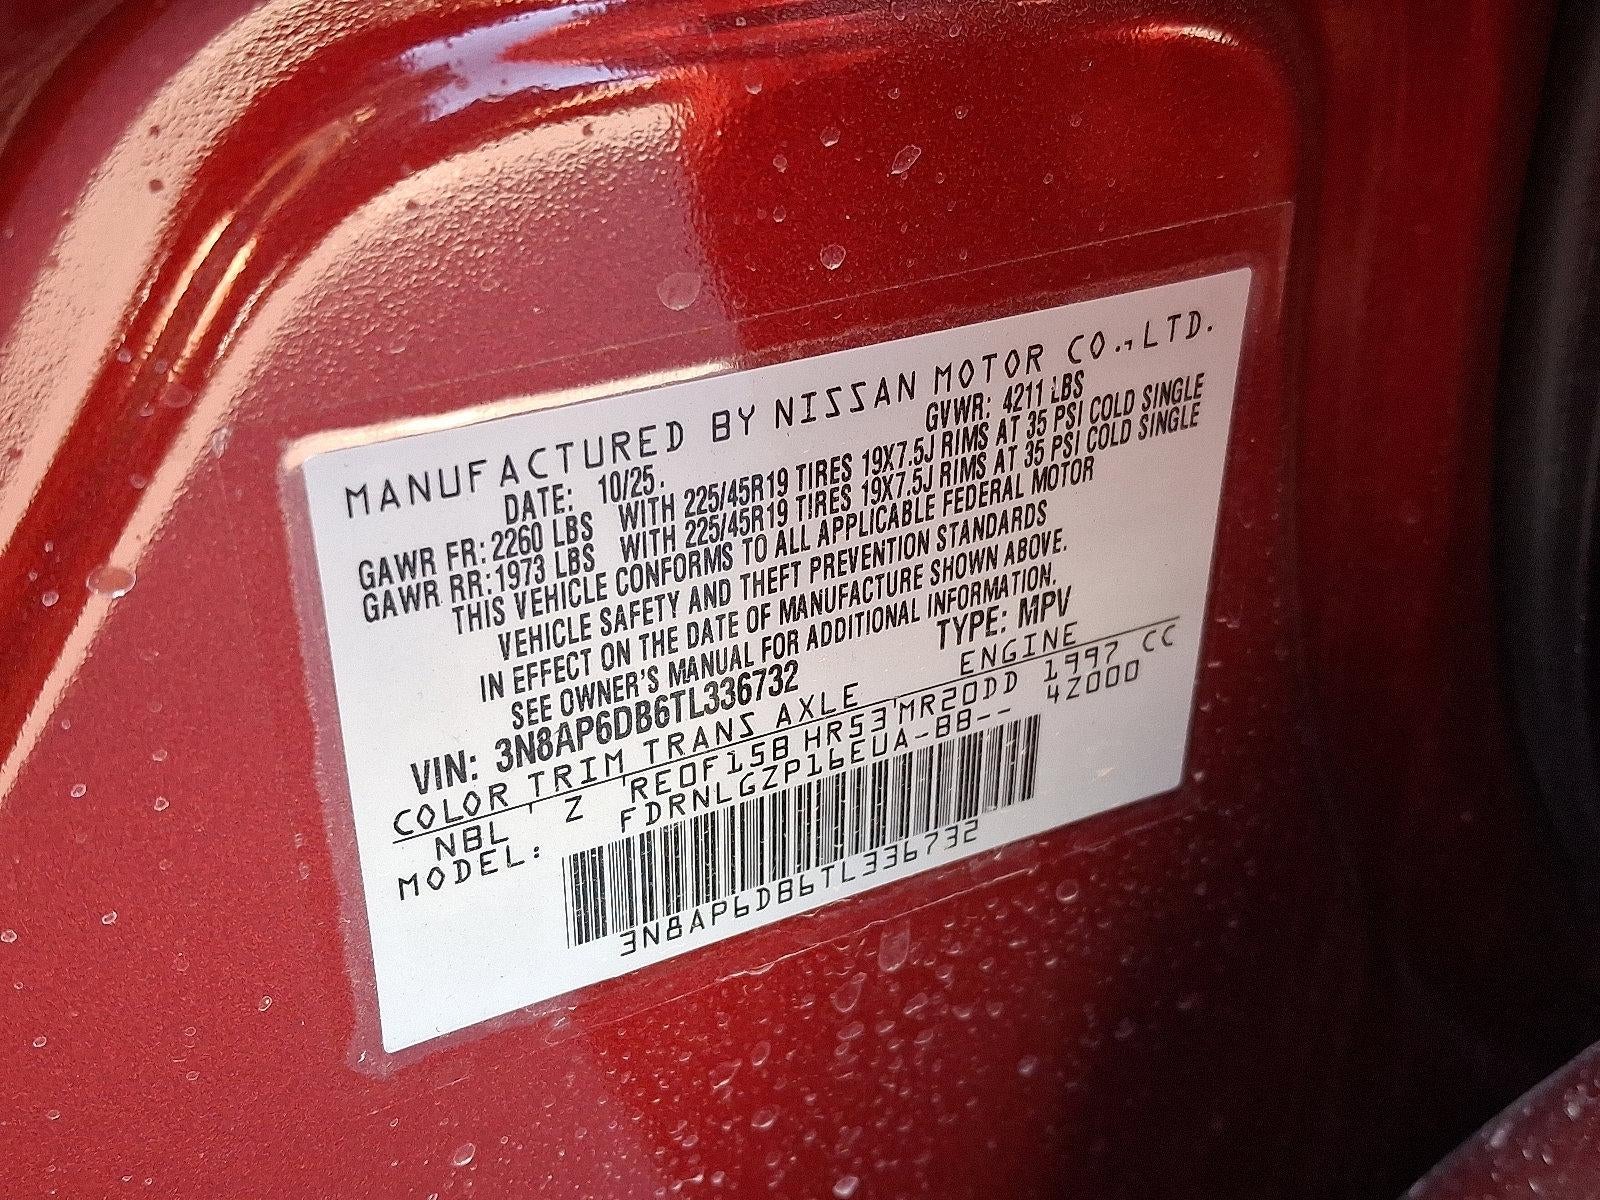 MANUFACTURED BY NISSAN MOTOR CO.,LTD.
DATE: 10/25. GVWR: 4211 LBS
GAWR FR: 2260 LBS WITH 225/45R19 TIRES 19X7.5J RIMS AT 35 PSI COLD SINGLE
GAWR RR: 1973 LBS WITH 225/45R19 TIRES 19X7.5J RIMS AT 35 PSI COLD SINGLE
THIS VEHICLE CONFORMS TO ALL APPLICABLE FEDERAL MOTOR
VEHICLE SAFETY AND THEFT PREVENTION STANDARDS
IN EFFECT ON THE DATE OF MANUFACTURE SHOWN ABOVE.
SEE OWNER'S MANUAL FOR ADDITIONAL INFORMATION.
VIN: 3N8AP6DB6TL336732 TYPE: MPV
COLOR TRIM TRANS AXLE ENGINE
NBL Z RE0F15B HR53 MR20DD 1997 CC
MODEL: FDRNLGZP16EUA-BB-- 4Z000
3N8AP6DB6TL336732